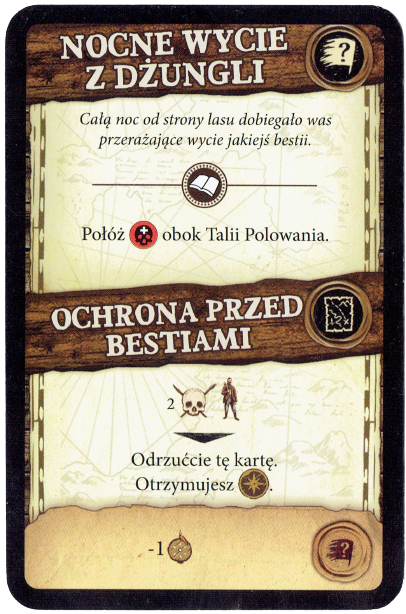 NOCNE WYCIE
Z DŻUNGLI
?
Całą noc od strony lasu dobiegało was
przerażające wycie jakiejś bestii.
Połóż obok Talii Polowania.
OCHRONA PRZED
BESTIAMI
2
Odrzućcie tę kartę.
Otrzymujesz .
-1
?